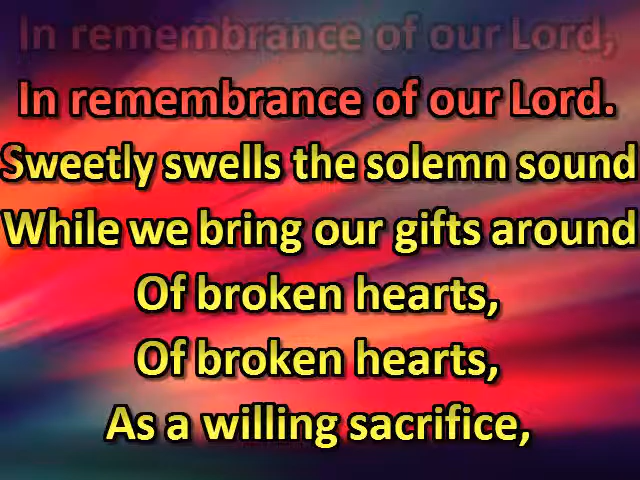 In remembrance of our Lord,
In remembrance of our Lord.
Sweetly swells the solemn sound
While we bring our gifts around
Of broken hearts,
Of broken hearts,
As a willing sacrifice,